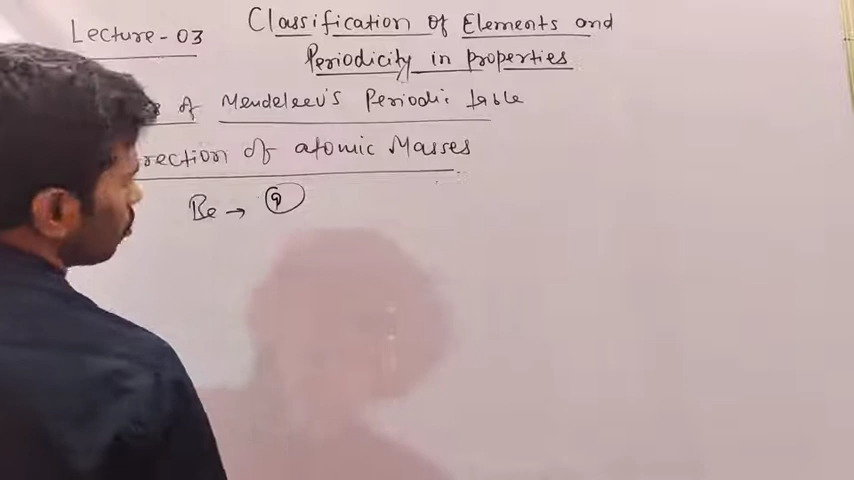 Lecture - 03
Classification of Elements and
Periodicity in properties
of Mendeleev's Periodic table
rection of atomic Masses
Be → 9